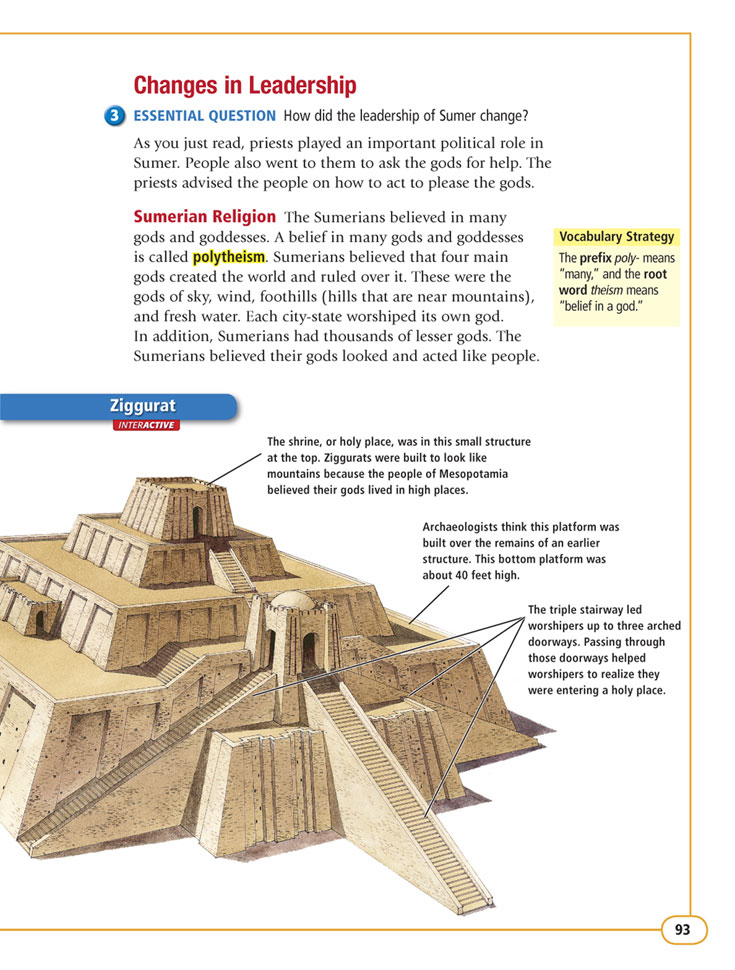 Changes in Leadership
3 ESSENTIAL QUESTION How did the leadership of Sumer change?
As you just read, priests played an important political role in
Sumer. People also went to them to ask the gods for help. The
priests advised the people on how to act to please the gods.
Sumerian Religion The Sumerians believed in many
gods and goddesses. A belief in many gods and goddesses
is called polytheism. Sumerians believed that four main
gods created the world and ruled over it. These were the
gods of sky, wind, foothills (hills that are near mountains),
and fresh water. Each city-state worshiped its own god.
In addition, Sumerians had thousands of lesser gods. The
Sumerians believed their gods looked and acted like people.
Vocabulary Strategy
The prefix poly- means
"many," and the root
word theism means
"belief in a god."
Ziggurat
INTERACTIVE
The shrine, or holy place, was in this small structure
at the top. Ziggurats were built to look like
mountains because the people of Mesopotamia
believed their gods lived in high places.
Archaeologists think this platform was
built over the remains of an earlier
structure. This bottom platform was
about 40 feet high.
The triple stairway led
worshipers up to three arched
doorways. Passing through
those doorways helped
worshipers to realize they
were entering a holy place.
93